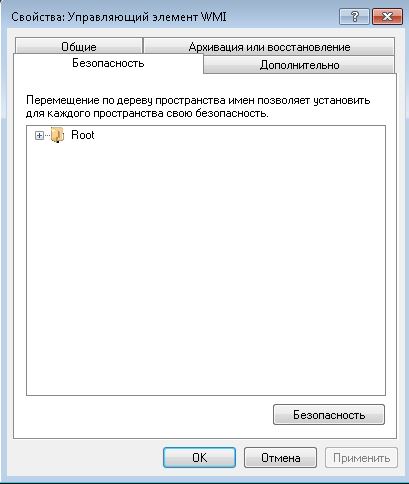 Свойства: Управляющий элемент WMI
Общие
Архивация или восстановление
Безопасность
Дополнительно
Перемещение по дереву пространства имен позволяет установить
для каждого пространства свою безопасность.
Root
Безопасность
OK
Отмена
Применить